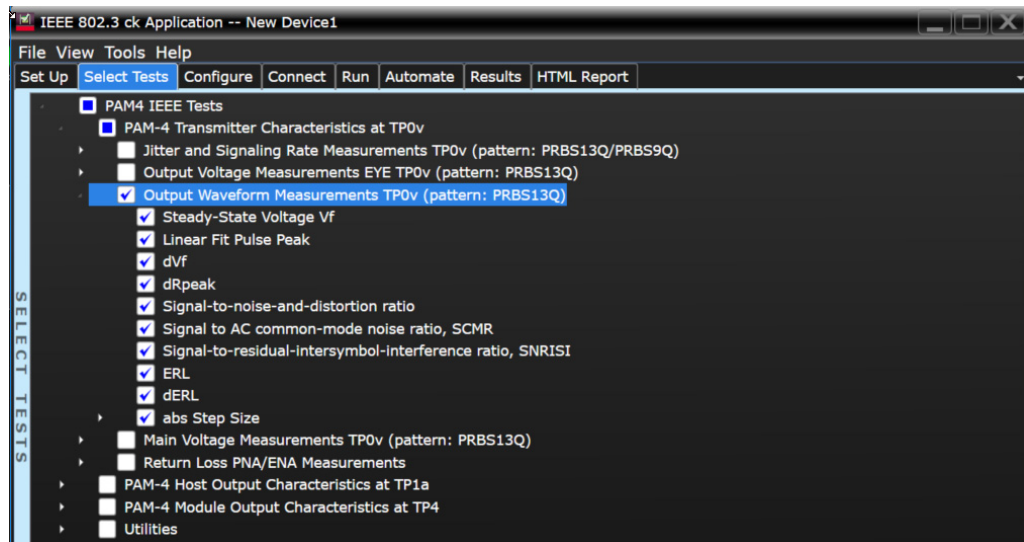 IEEE 802.3 ck Application -- New Device1
File View Tools Help
Set Up Select Tests Configure Connect Run Automate Results HTML Report
PAM4 IEEE Tests
PAM-4 Transmitter Characteristics at TP0v
Jitter and Signaling Rate Measurements TP0v (pattern: PRBS13Q/PRBS9Q)
Output Voltage Measurements EYE TP0v (pattern: PRBS13Q)
Output Waveform Measurements TP0v (pattern: PRBS13Q)
Steady-State Voltage Vf
Linear Fit Pulse Peak
dVf
dRpeak
Signal-to-noise-and-distortion ratio
Signal to AC common-mode noise ratio, SCMR
Signal-to-residual-intersymbol-interference ratio, SNRISI
ERL
dERL
abs Step Size
Main Voltage Measurements TP0v (pattern: PRBS13Q)
Return Loss PNA/ENA Measurements
PAM-4 Host Output Characteristics at TP1a
PAM-4 Module Output Characteristics at TP4
Utilities
SELECT TESTS